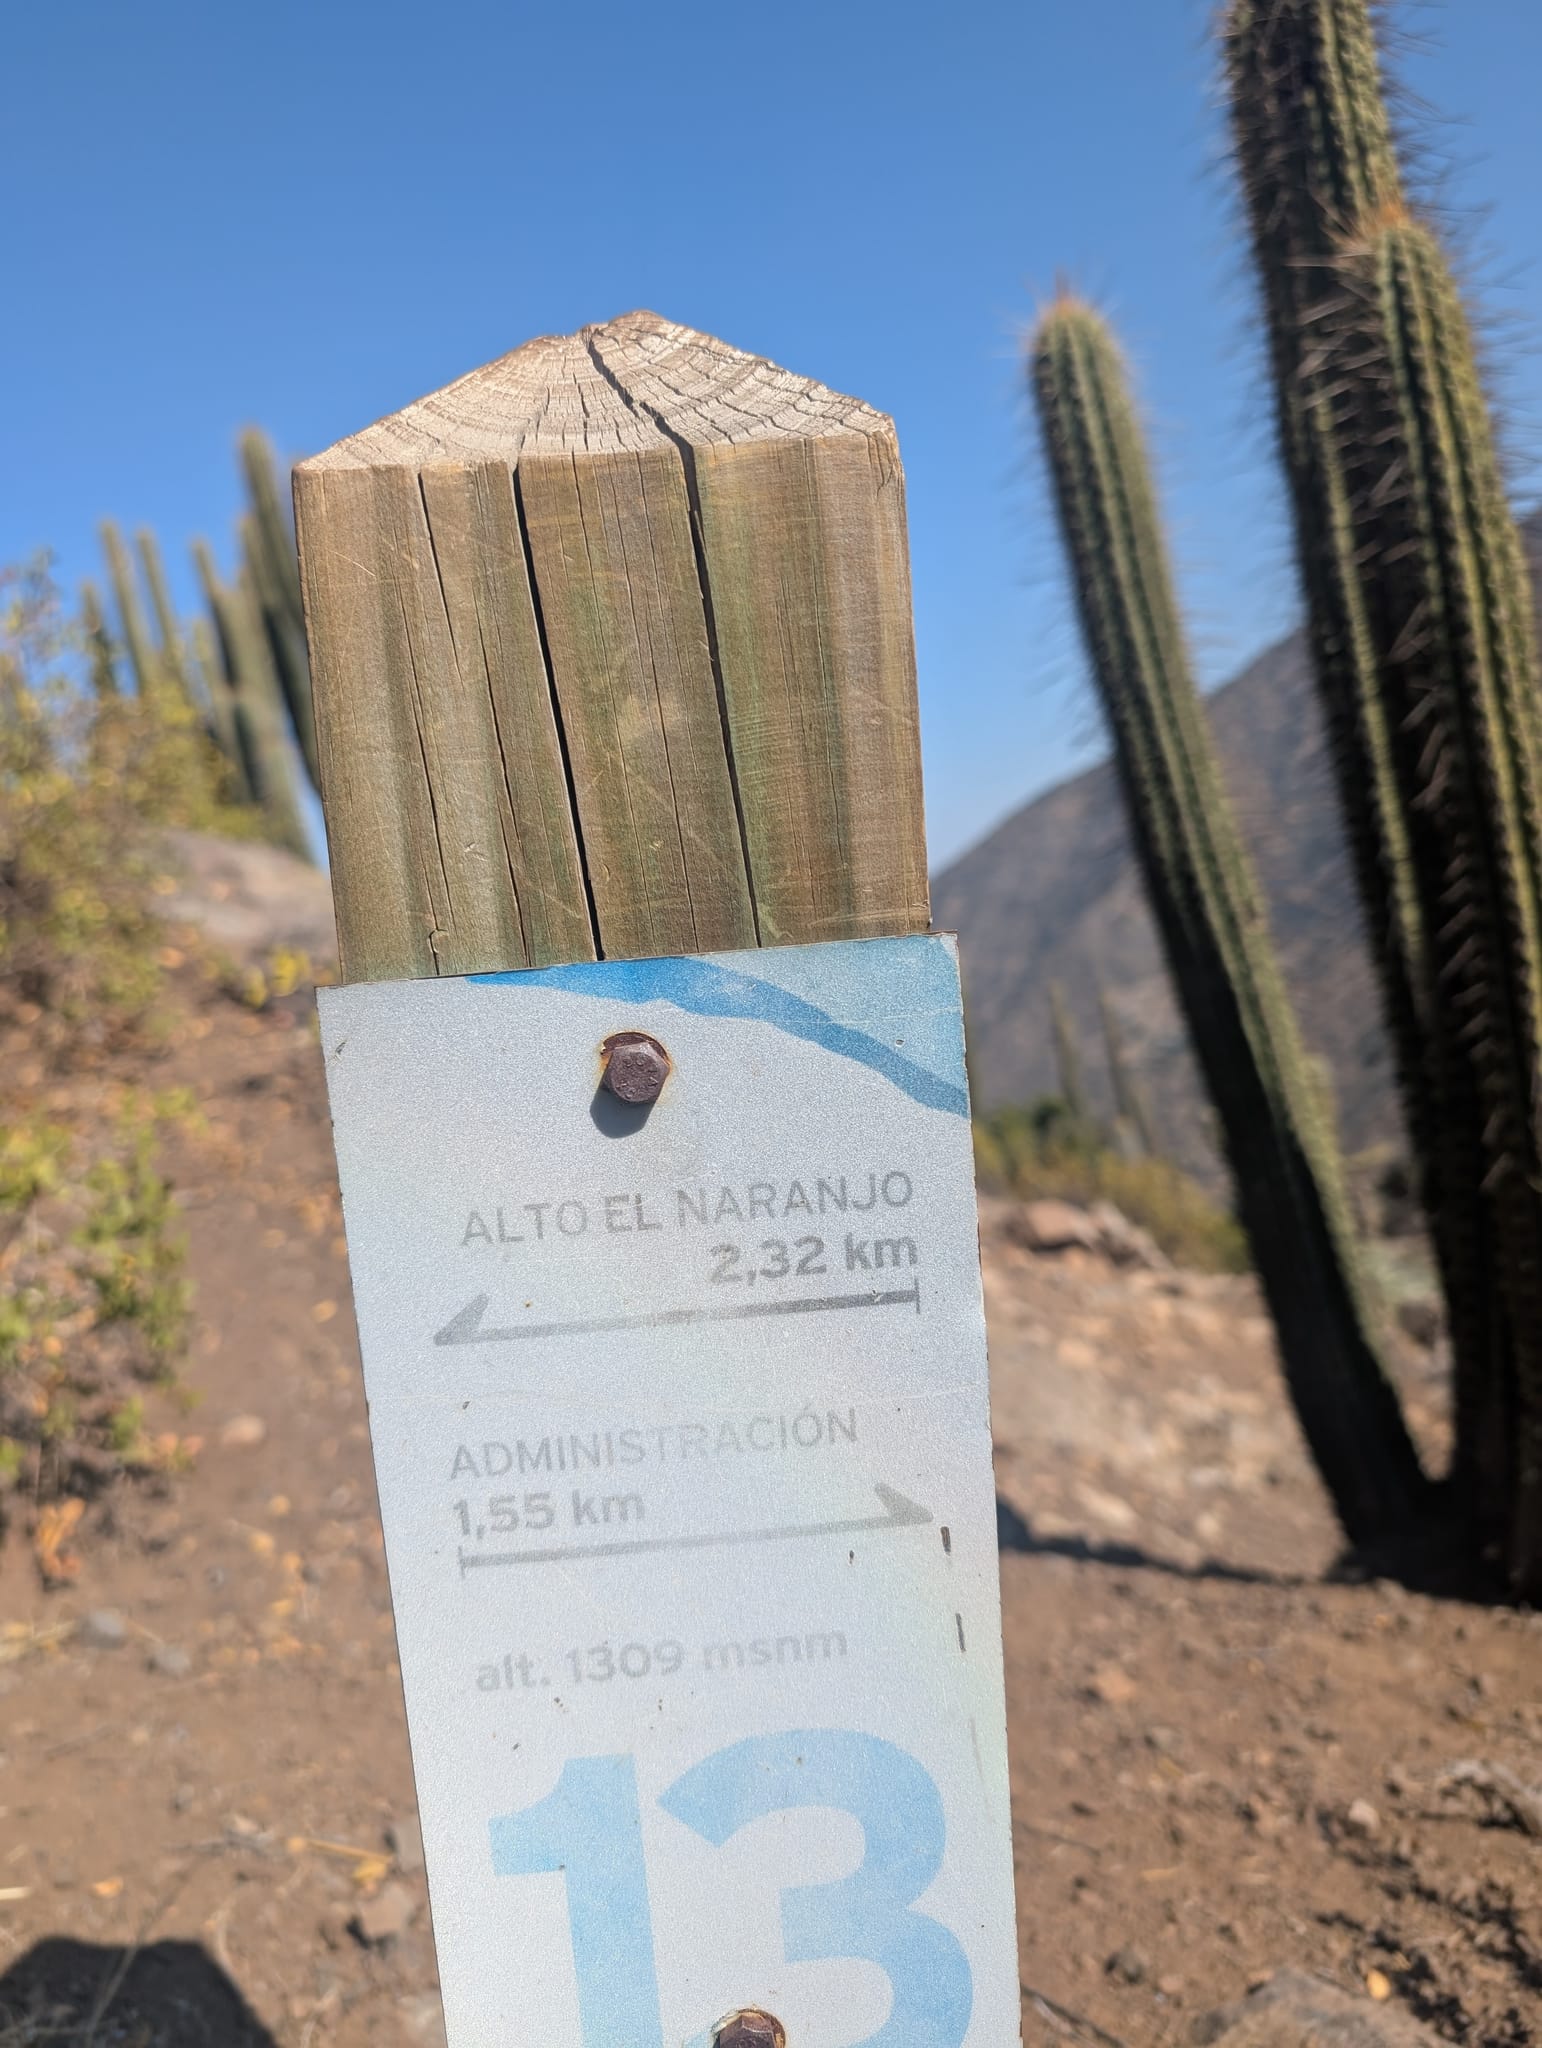 ALTO EL NARANJO
2,32 km
ADMINISTRACIÓN
1,55 km
alt. 1309 msnm
13